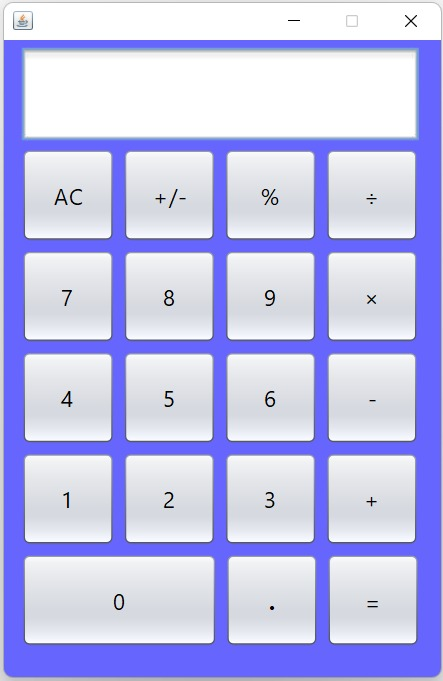 AC +/- % ÷
7 8 9 ×
4 5 6 -
1 2 3 +
0 . =